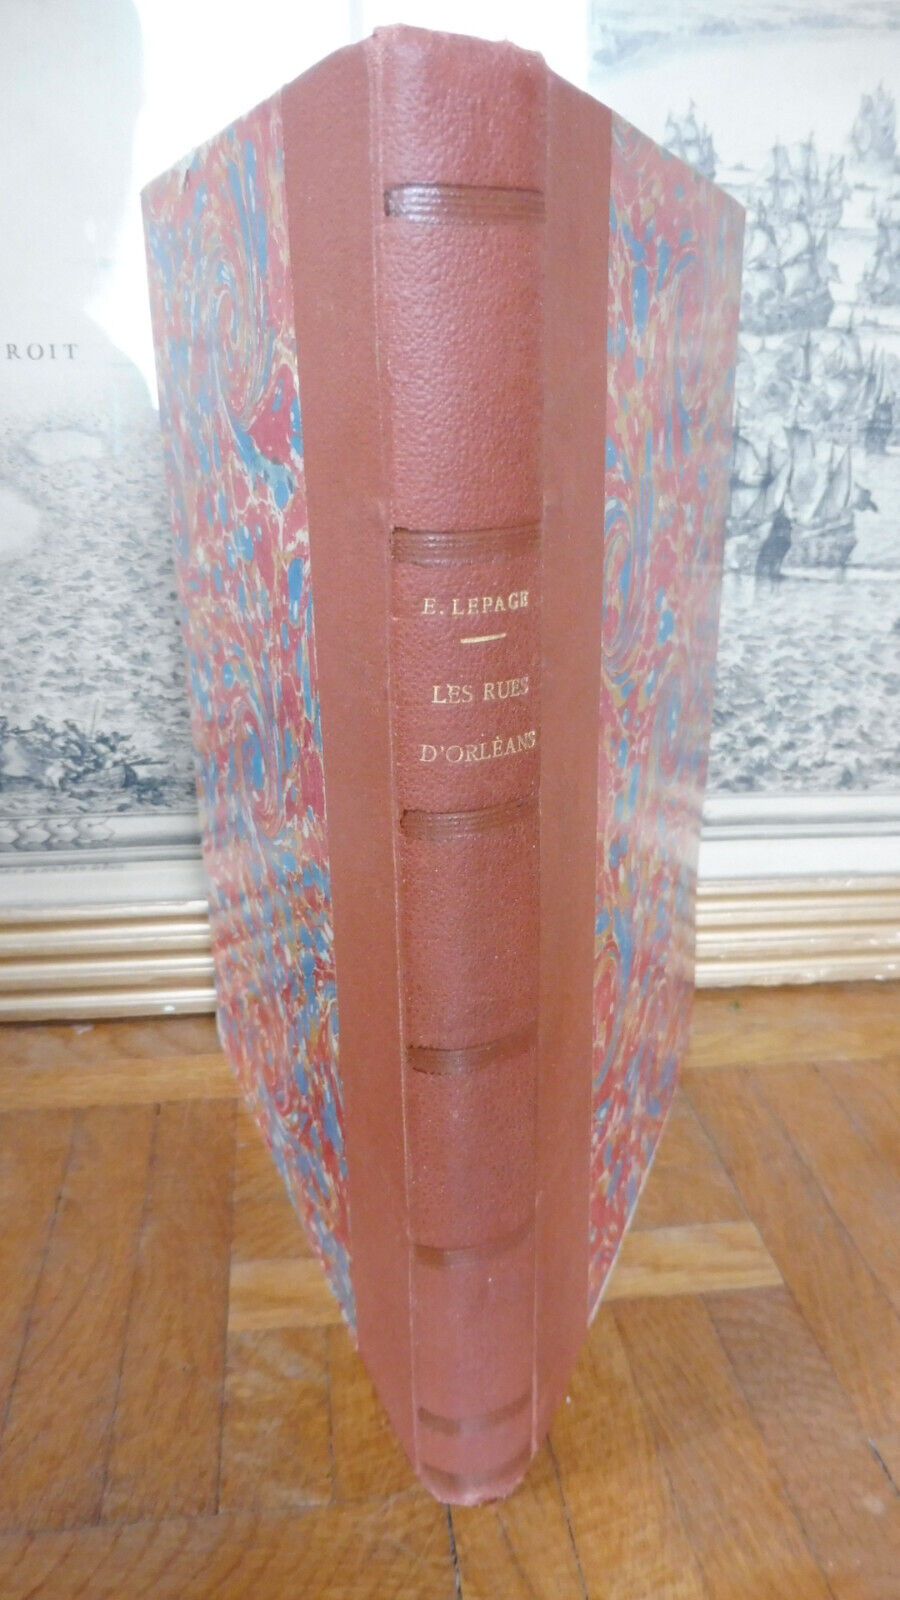 ROIT
E. LEPAGE
LES RUES
D'ORLÉANS